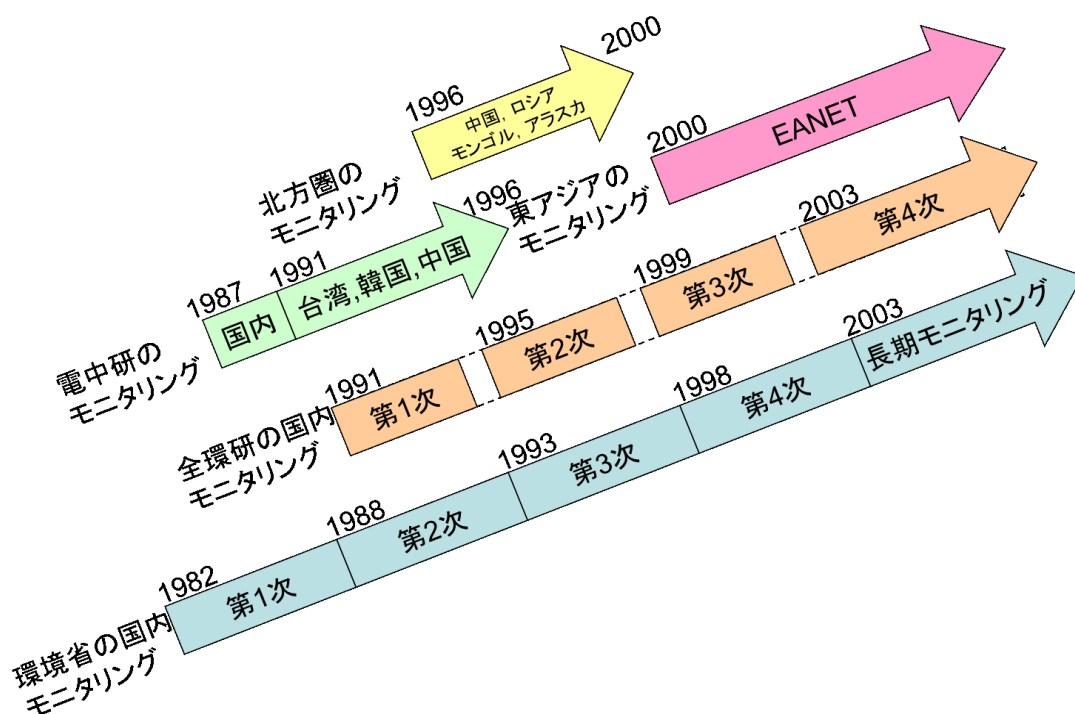 北方圏の
モニタリング
1996
中国, ロシア
モンゴル, アラスカ
2000
東アジアの
モニタリング
2000
EANET
電中研の
モニタリング
1987
国内
1991
台湾,韓国,中国
1996
全環研の国内
モニタリング
1991
第1次
1995
第2次
1999
第3次
2003
第4次
環境省の国内
モニタリング
1982
第1次
1988
第2次
1993
第3次
1998
第4次
2003
長期モニタリング